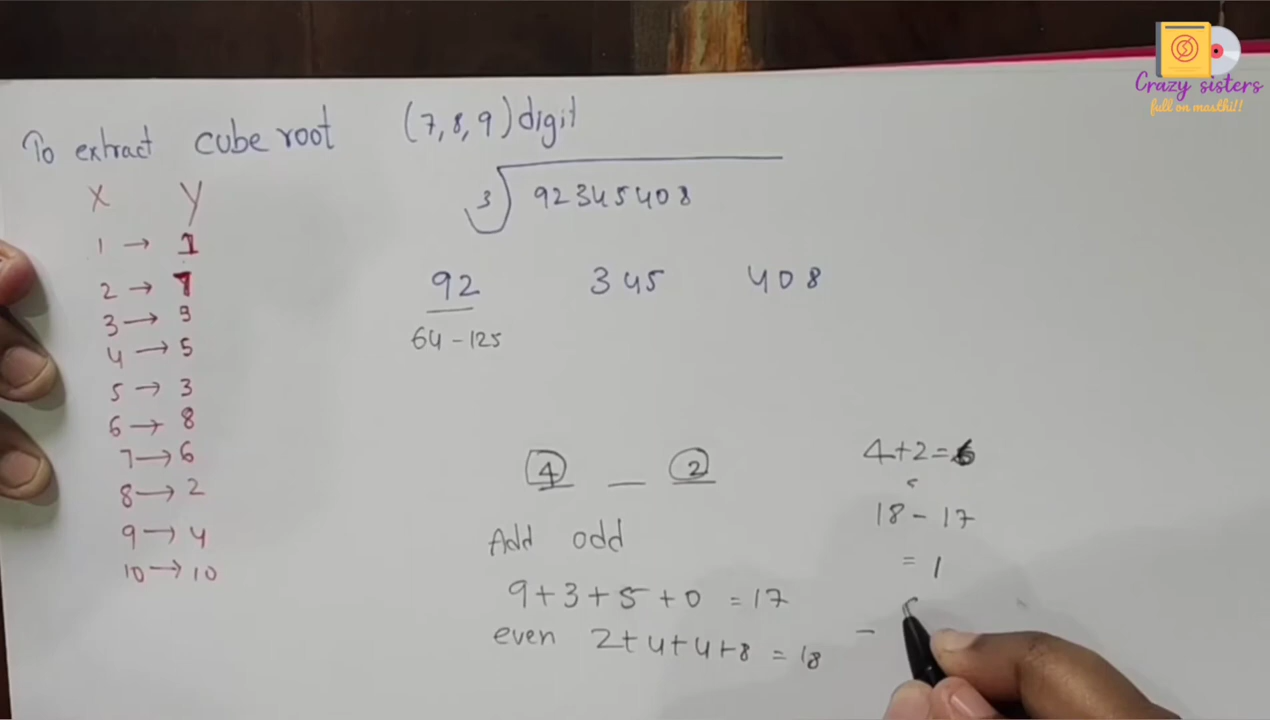 Crazy sisters
full on masthi!!
To extract cube root (7,8,9) digit
3√92345408
X Y
1 → 1
2 → 7
3 → 9
4 → 5
5 → 3
6 → 8
7 → 6
8 → 2
9 → 4
10 → 10
92 345 408
64 - 125
4 _ 2
Add odd
9+3+5+0 = 17
even 2+4+4+8 = 18
4+2=6
18 - 17
= 1